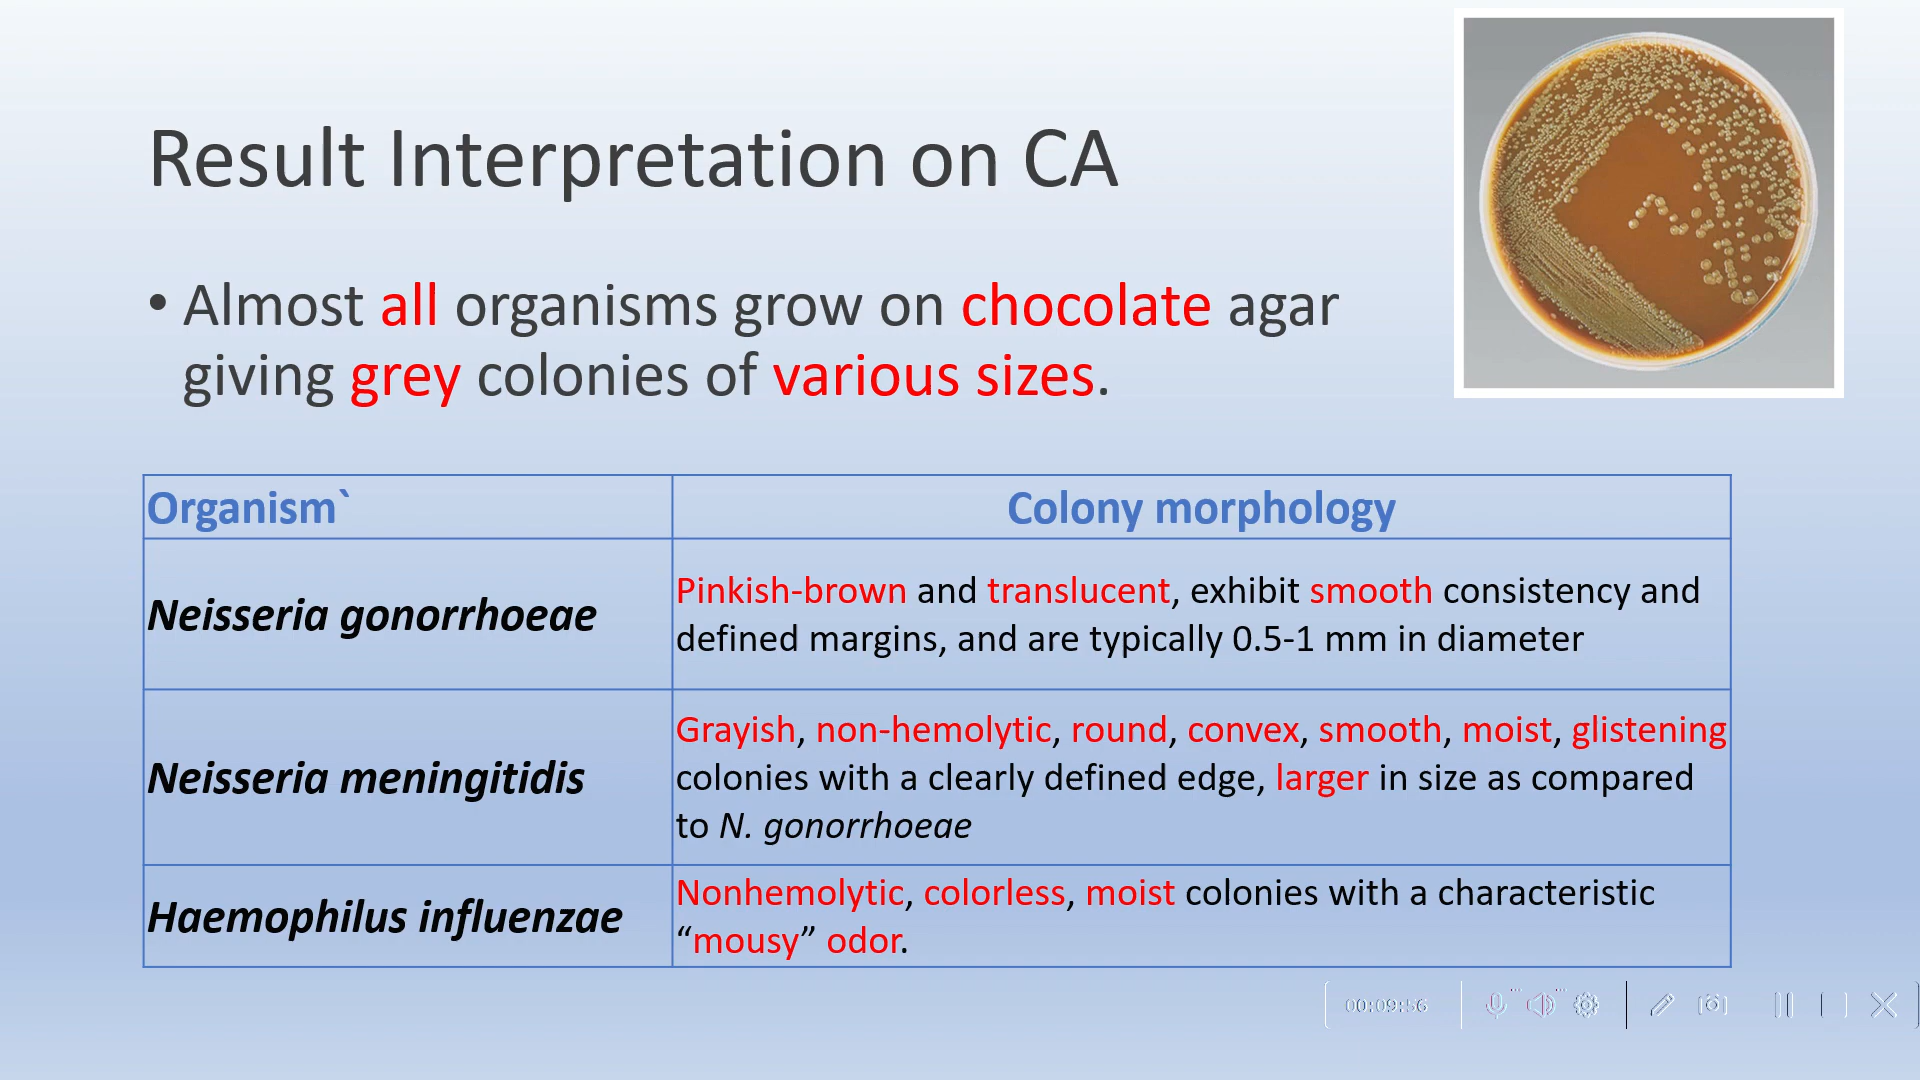 Result Interpretation on CA
• Almost all organisms grow on chocolate agar
giving grey colonies of various sizes.
Organism` Colony morphology
Neisseria gonorrhoeae
Pinkish-brown and translucent, exhibit smooth consistency and
defined margins, and are typically 0.5-1 mm in diameter
Neisseria meningitidis
Grayish, non-hemolytic, round, convex, smooth, moist, glistening
colonies with a clearly defined edge, larger in size as compared
to N. gonorrhoeae
Haemophilus influenzae
Nonhemolytic, colorless, moist colonies with a characteristic
“mousy” odor.
00:09:56